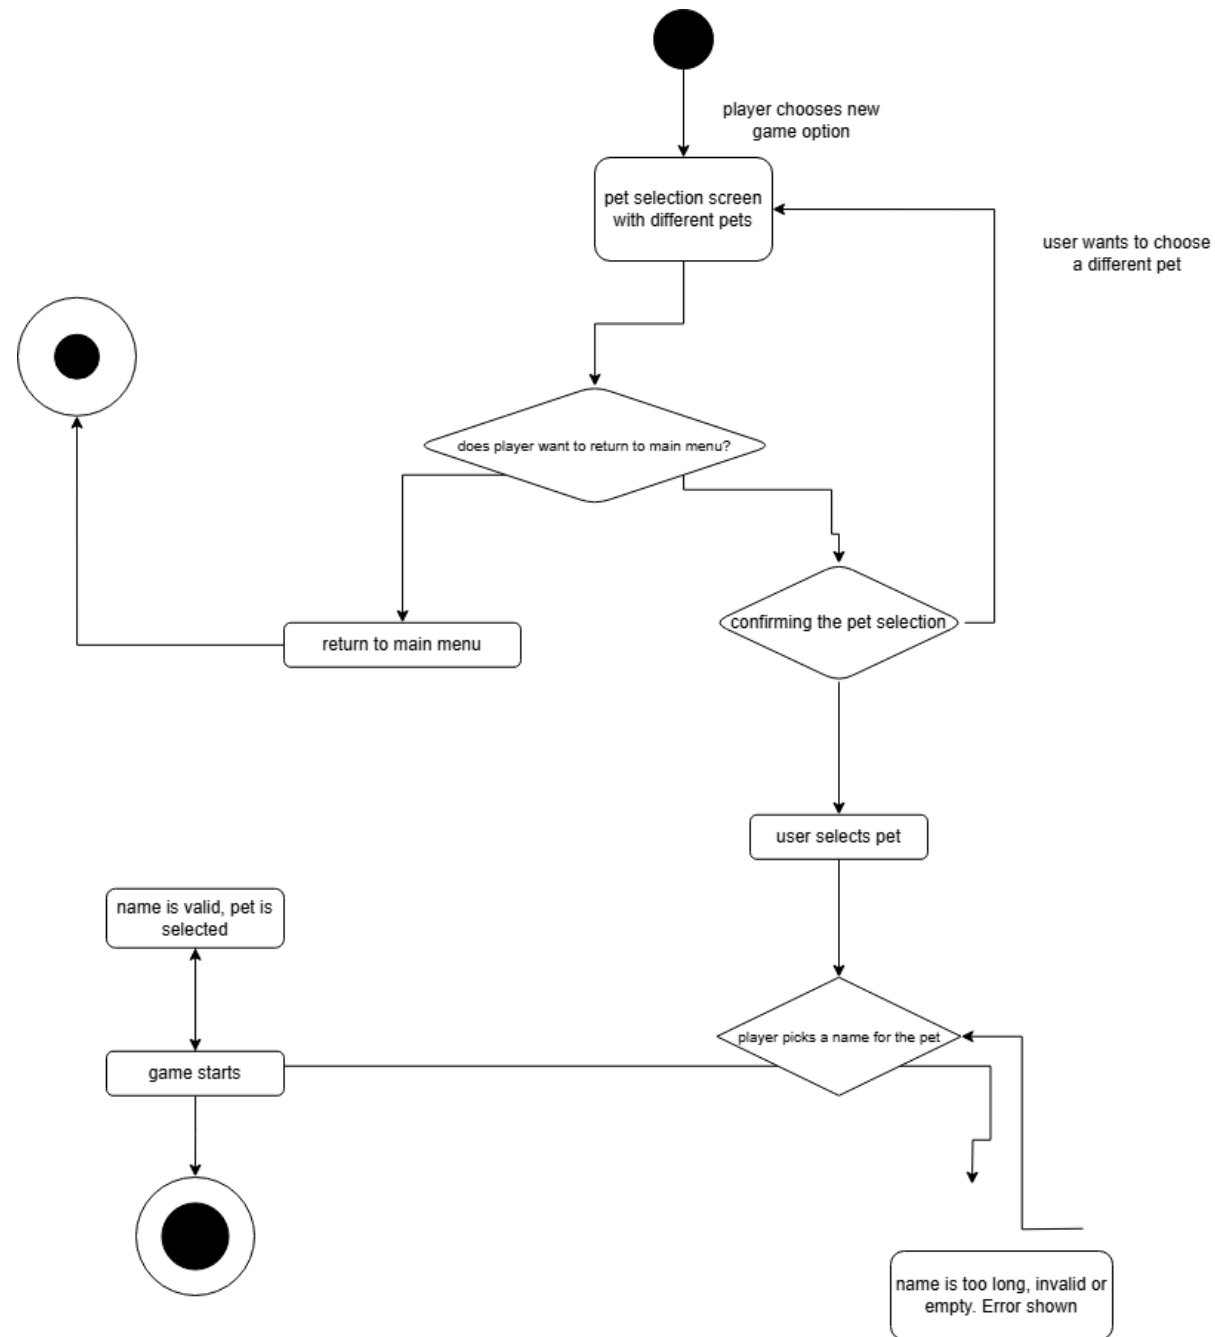 player chooses new
game option
pet selection screen
with different pets
user wants to choose
a different pet
does player want to return to main menu?
confirming the pet selection
return to main menu
user selects pet
name is valid, pet is
selected
player picks a name for the pet
game starts
name is too long, invalid or
empty. Error shown